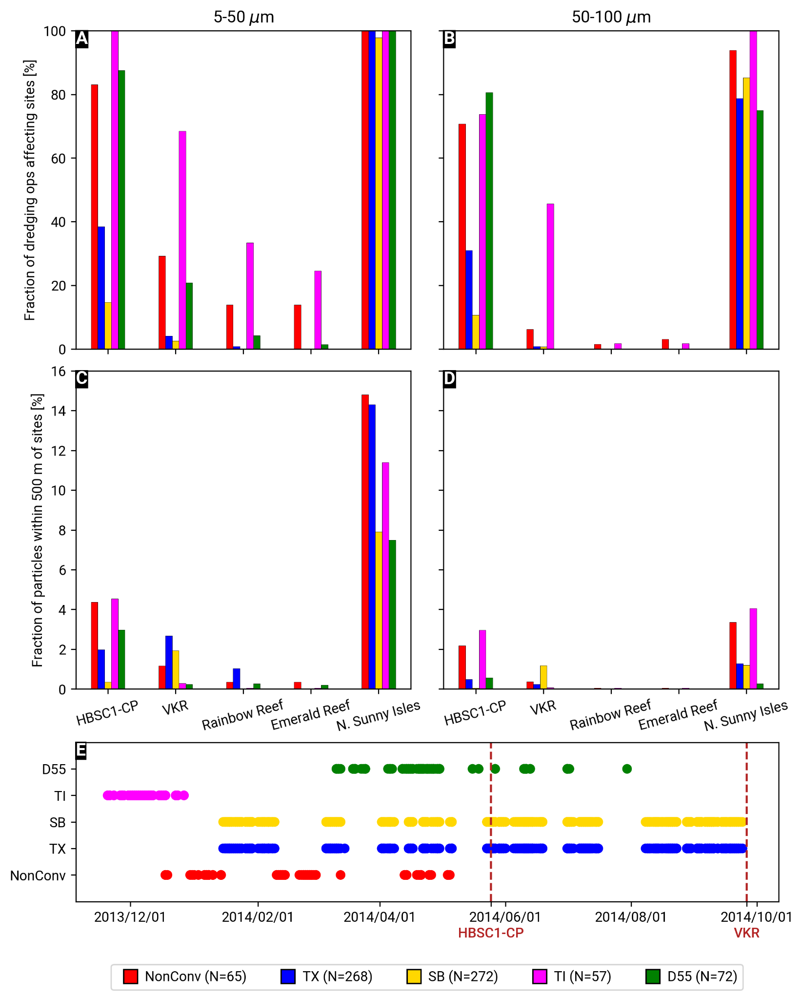 5-50 μm
50-100 μm
A
B
Fraction of dredging ops affecting sites [%]
100
80
60
40
20
0
C
D
Fraction of particles within 500 m of sites [%]
16
14
12
10
8
6
4
2
0
HBSC1-CP
VKR
Rainbow Reef
Emerald Reef
N. Sunny Isles
HBSC1-CP
VKR
Rainbow Reef
Emerald Reef
N. Sunny Isles
E
D55
TI
SB
TX
NonConv
2013/12/01
2014/02/01
2014/04/01
2014/06/01
2014/08/01
2014/10/01
HBSC1-CP
VKR
NonConv (N=65)
TX (N=268)
SB (N=272)
TI (N=57)
D55 (N=72)